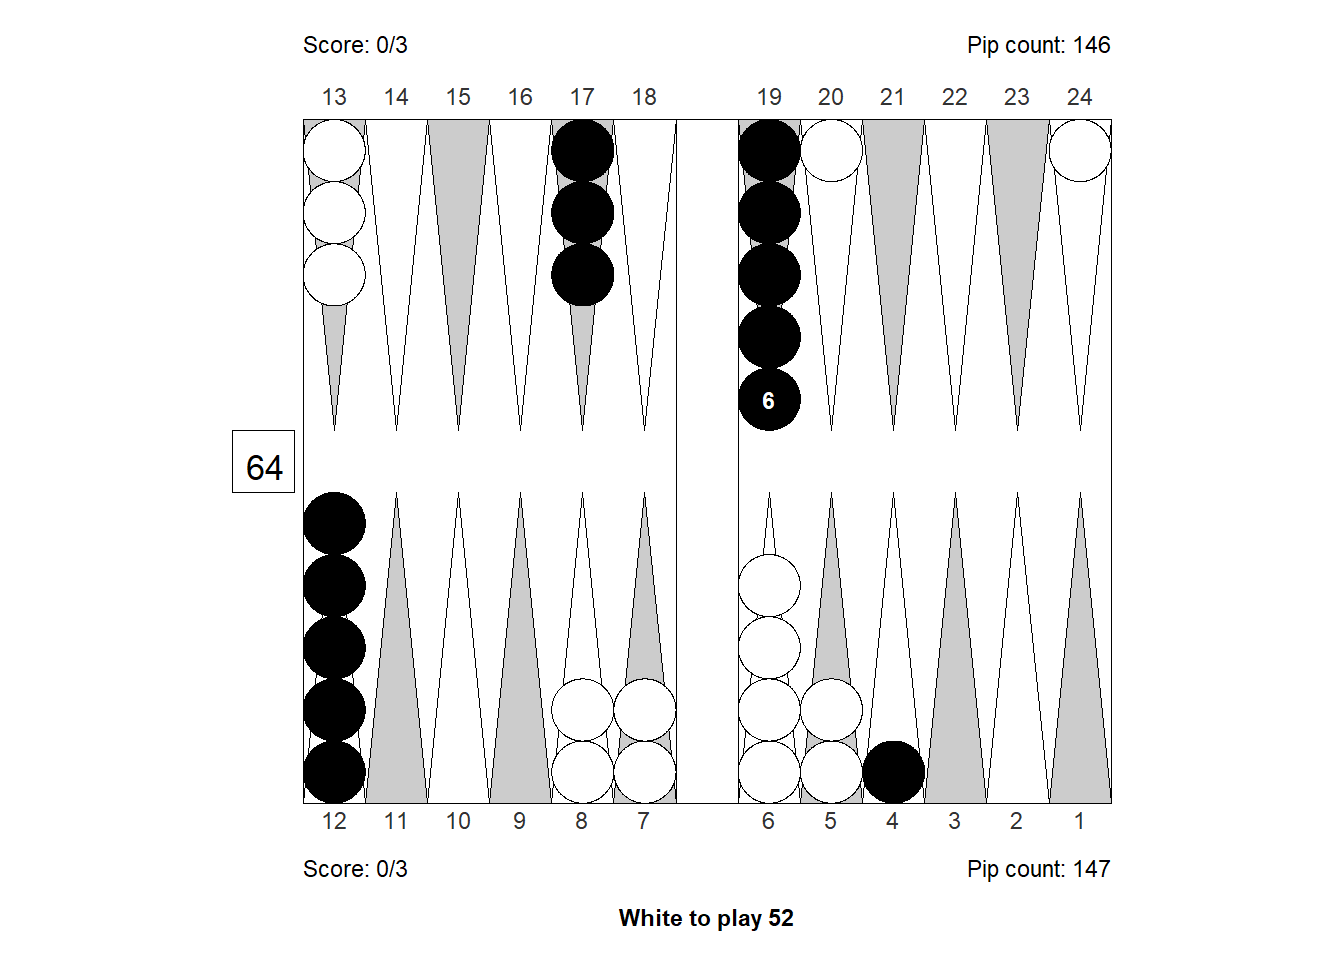 Score: 0/3 Pip count: 146
13 14 15 16 17 18 19 20 21 22 23 24
6
64
12 11 10 9 8 7 6 5 4 3 2 1
Score: 0/3 Pip count: 147
White to play 52